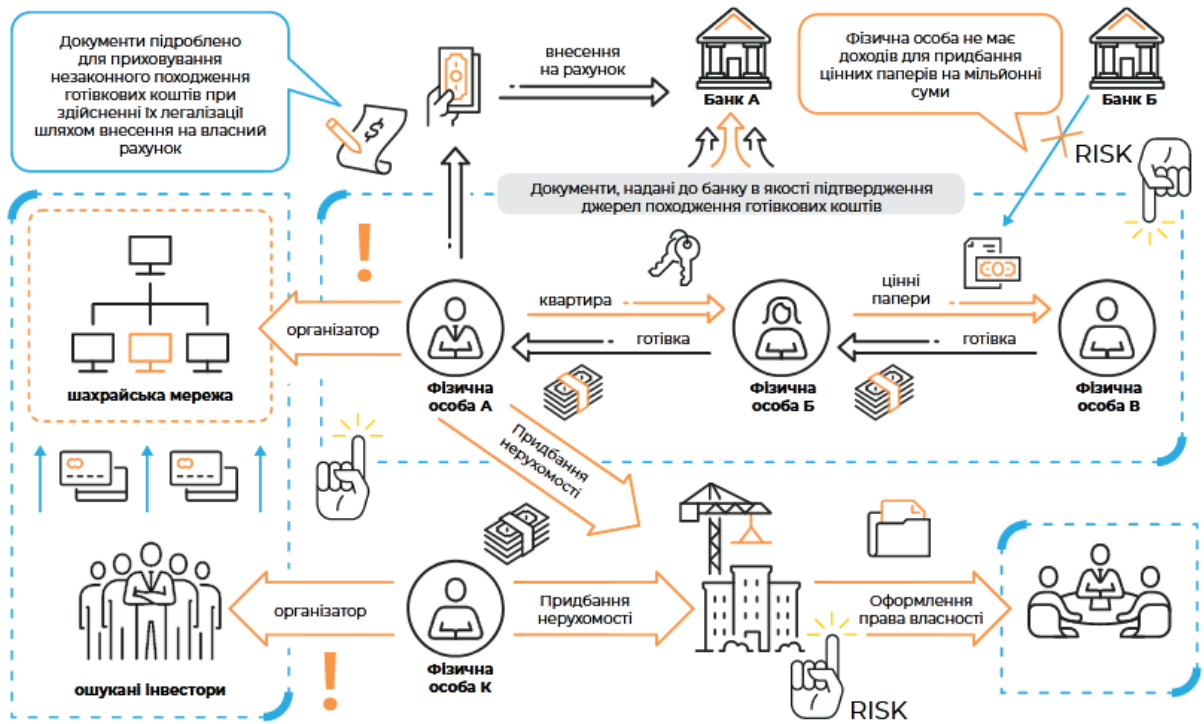 Документи підроблено
для приховування
незаконного походження
готівкових коштів при
здійсненні їх легалізації
шляхом внесення на власний
рахунок
$
внесення
на рахунок
Банк А
Фізична особа не має
доходів для придбання
цінних паперів на мільйонні
суми
Банк Б
RISK
Документи, надані до банку в якості підтвердження
джерел походження готівкових коштів
!
шахрайська мережа
організатор
Фізична
особа А
квартира
готівка
Фізична
особа Б
цінні
папери
готівка
Фізична
особа В
Придбання
нерухомості
ошукані інвестори
організатор
!
Фізична
особа К
Придбання
нерухомості
Оформлення
права власності
RISK